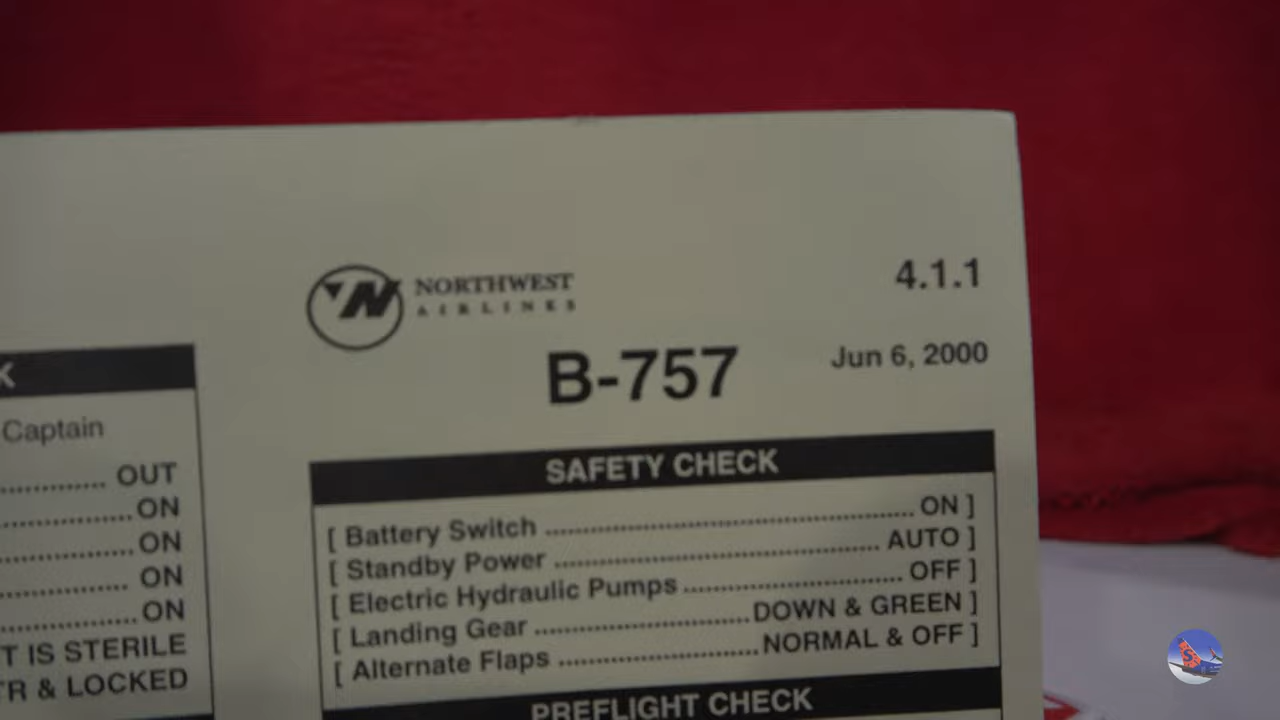 NORTHWEST
AIRLINES
4.1.1
B-757
Jun 6, 2000
K
Captain
.................. OUT
...................... ON
...................... ON
..................... ON
...................... ON
T IS STERILE
TR & LOCKED
SAFETY CHECK
[ Battery Switch .......................................................... ON ]
[ Standby Power .................................................... AUTO ]
[ Electric Hydraulic Pumps ................................... OFF ]
[ Landing Gear ................................... DOWN & GREEN ]
[ Alternate Flaps ................................ NORMAL & OFF ]
PREFLIGHT CHECK